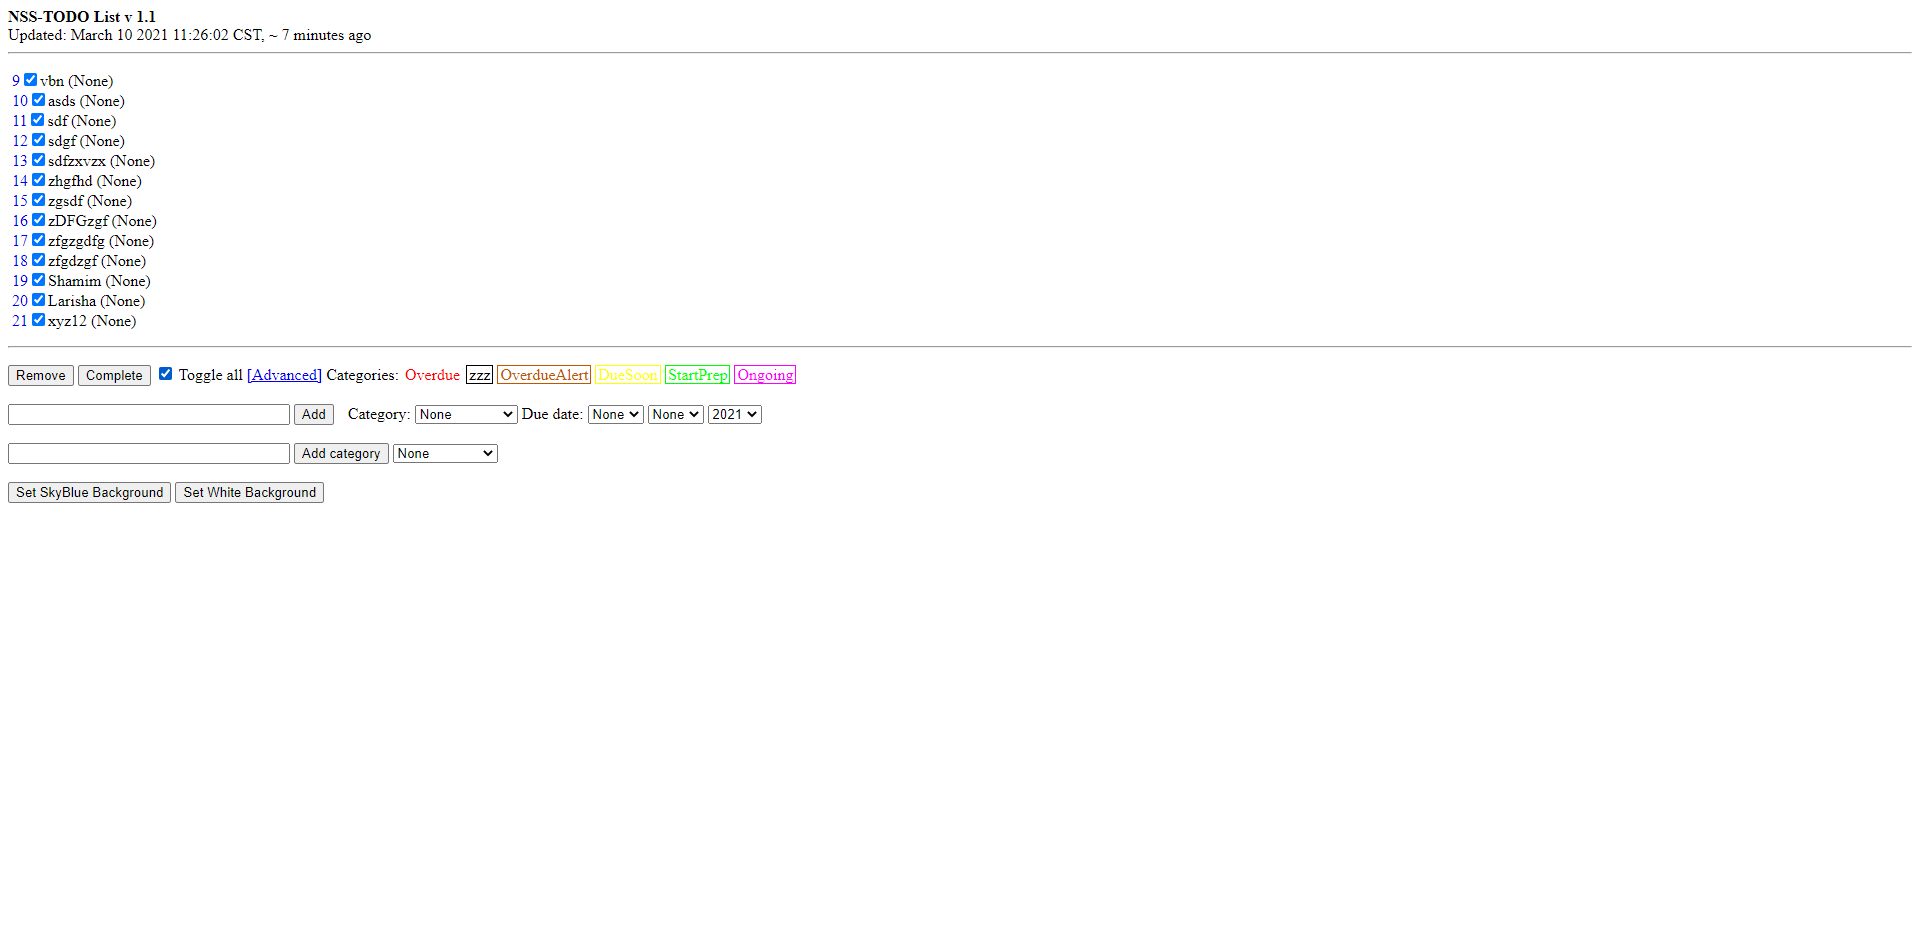 NSS-TODO List v 1.1
Updated: March 10 2021 11:26:02 CST, ~ 7 minutes ago
9 vbn (None)
10 asds (None)
11 sdf (None)
12 sdgf (None)
13 sdfzxvzx (None)
14 zhgfhd (None)
15 zgsdf (None)
16 zDFGzgf (None)
17 zfgzgdfg (None)
18 zfgdzgf (None)
19 Shamim (None)
20 Larisha (None)
21 xyz12 (None)
Remove Complete Toggle all [Advanced] Categories: Overdue zzz OverdueAlert DueSoon StartPrep Ongoing
Add Category: None Due date: None None 2021
Add category None
Set SkyBlue Background Set White Background